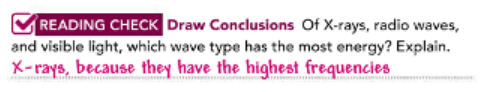 READING CHECK Draw Conclusions Of X-rays, radio waves,
and visible light, which wave type has the most energy? Explain.
X-rays, because they have the highest frequencies